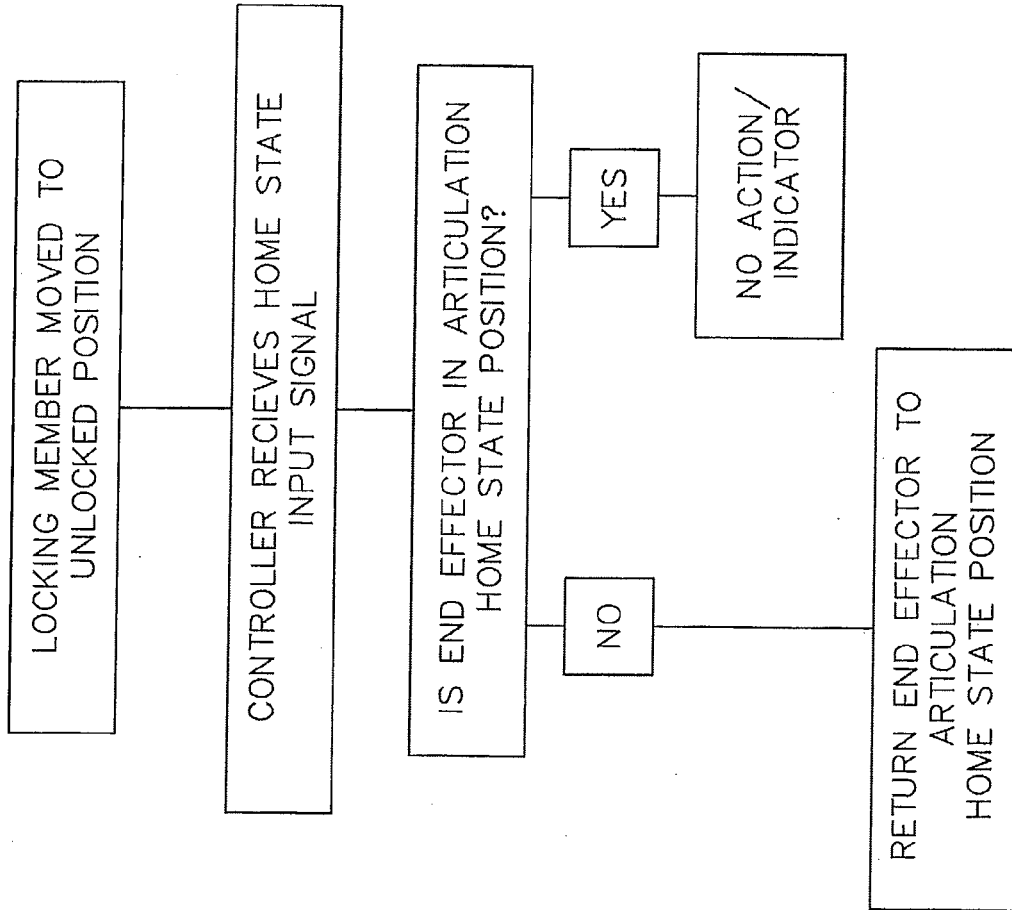 LOCKING MEMBER MOVED TO
UNLOCKED POSITION
CONTROLLER RECIEVES HOME STATE
INPUT SIGNAL
IS END EFFECTOR IN ARTICULATION
HOME STATE POSITION?
NO
YES
RETURN END EFFECTOR TO
ARTICULATION
HOME STATE POSITION
NO ACTION/
INDICATOR